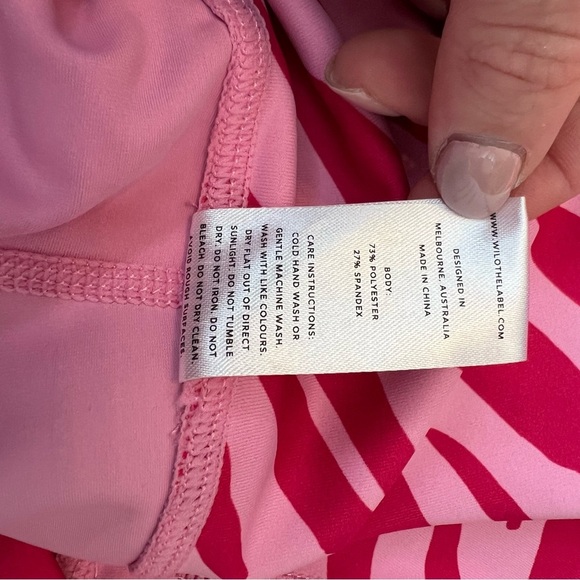 WWW.WILOTHELABEL.COM
DESIGNED IN
MELBOURNE, AUSTRALIA
MADE IN CHINA
BODY:
73% POLYESTER
27% SPANDEX
CARE INSTRUCTIONS:
COLD HAND WASH OR
GENTLE MACHINE WASH.
WASH WITH LIKE COLOURS.
DRY FLAT OUT OF DIRECT
SUNLIGHT. DO NOT TUMBLE
DRY. DO NOT IRON. DO NOT
BLEACH. DO NOT DRY CLEAN.
AVOID ROUGH SURFACES.